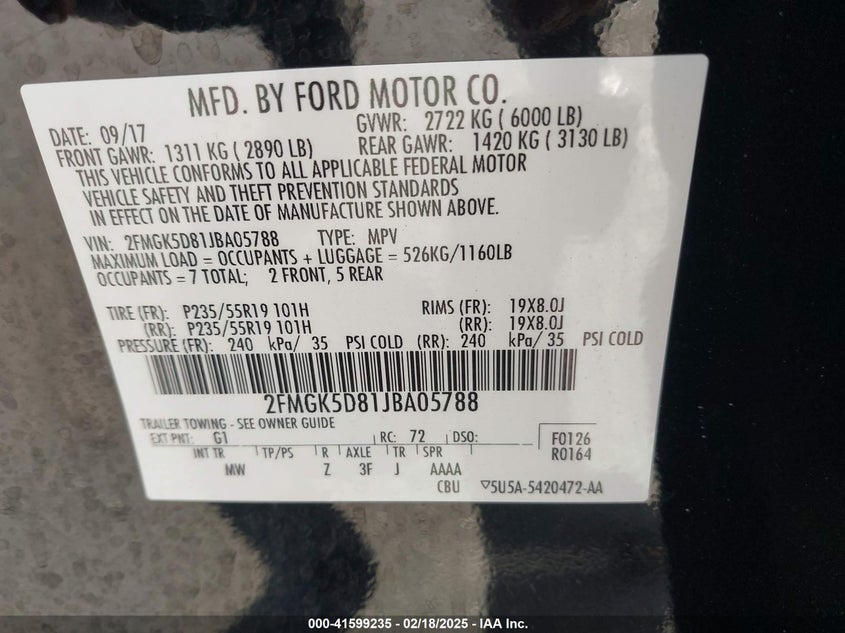 MFD. BY FORD MOTOR CO.
DATE: 09/17 GVWR: 2722 KG ( 6000 LB)
FRONT GAWR: 1311 KG ( 2890 LB) REAR GAWR: 1420 KG ( 3130 LB)
THIS VEHICLE CONFORMS TO ALL APPLICABLE FEDERAL MOTOR
VEHICLE SAFETY AND THEFT PREVENTION STANDARDS
IN EFFECT ON THE DATE OF MANUFACTURE SHOWN ABOVE.
VIN: 2FMGK5D81JBA05788 TYPE: MPV
MAXIMUM LOAD = OCCUPANTS + LUGGAGE = 526KG/1160LB
OCCUPANTS = 7 TOTAL; 2 FRONT, 5 REAR
TIRE (FR): P235/55R19 101H RIMS (FR): 19X8.0J
(RR): P235/55R19 101H (RR): 19X8.0J
PRESSURE (FR): 240 kPa/ 35 PSI COLD (RR): 240 kPa/ 35 PSI COLD
2FMGK5D81JBA05788
TRAILER TOWING - SEE OWNER GUIDE
EXT PNT: G1 RC: 72 DSO: F0126
R0164
INT TR TP/PS R AXLE TR SPR
MW Z 3F J AAAA
CBU ▽5U5A-5420472-AA
000-41599235 - 02/18/2025 - IAA Inc.